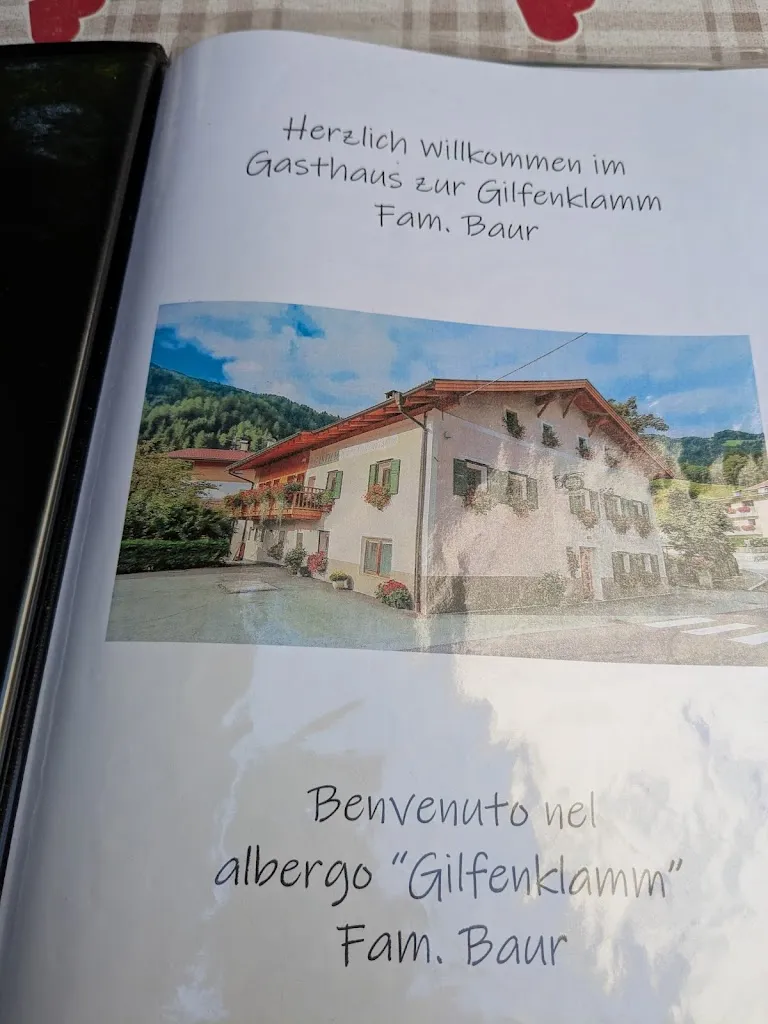 Herzlich Willkommen im
Gasthaus zur Gilfenklamm
Fam. Baur
Benvenuto nel
albergo “Gilfenklamm”
Fam. Baur